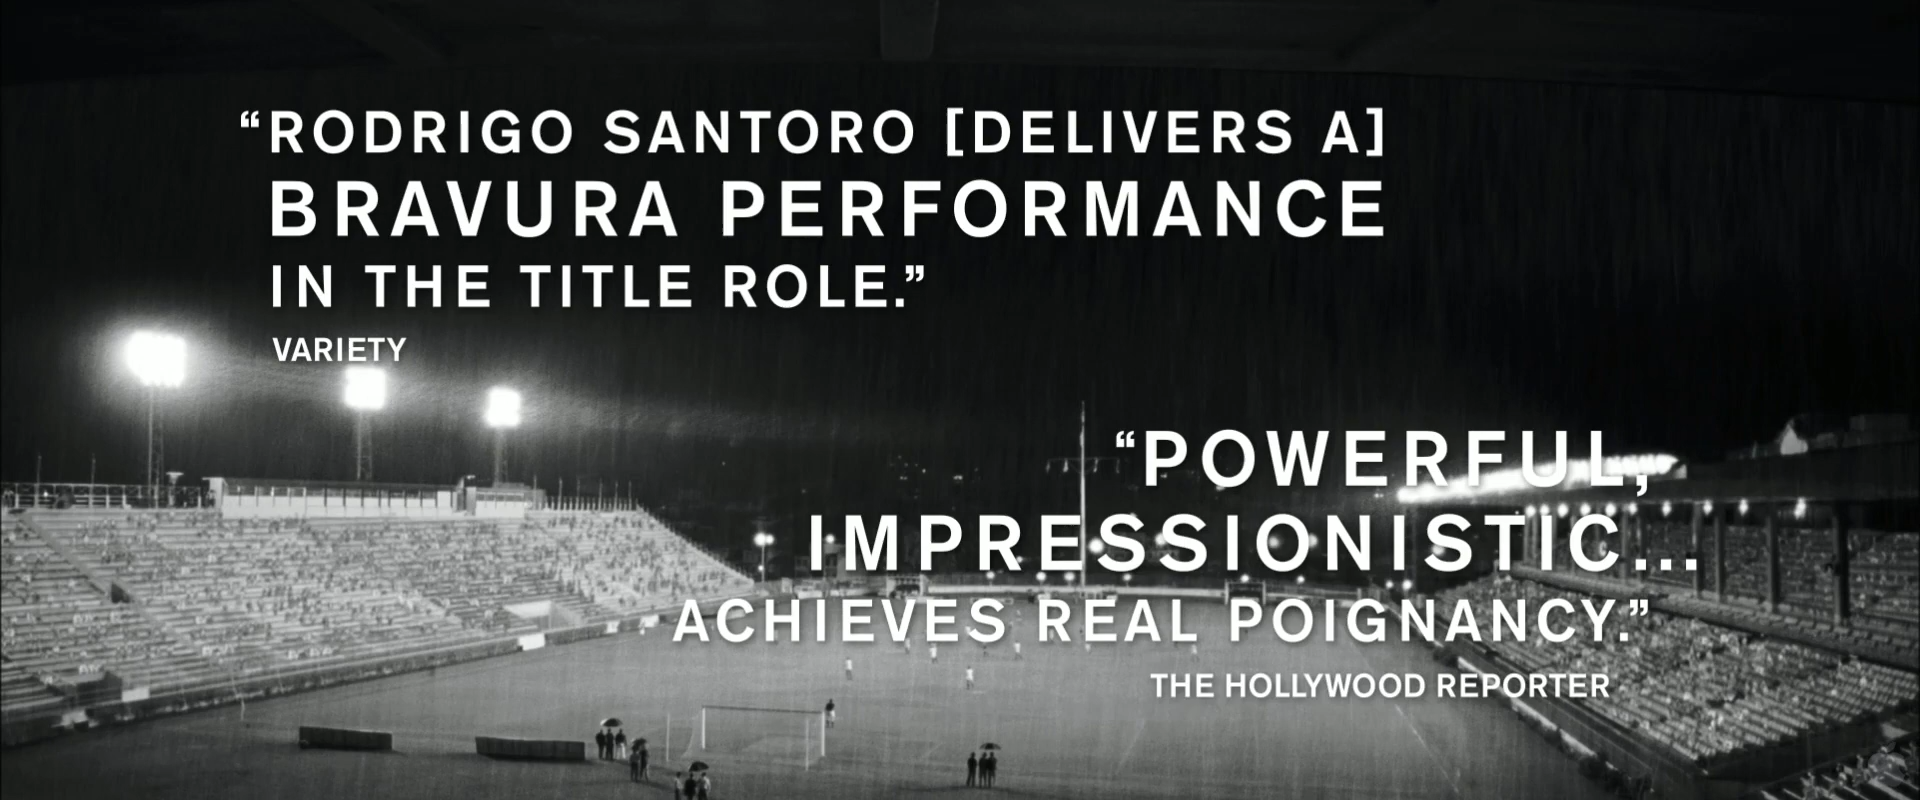 “RODRIGO SANTORO [DELIVERS A]
BRAVURA PERFORMANCE
IN THE TITLE ROLE.”
VARIETY
“POWERFUL,
IMPRESSIONISTIC...
ACHIEVES REAL POIGNANCY.”
THE HOLLYWOOD REPORTER